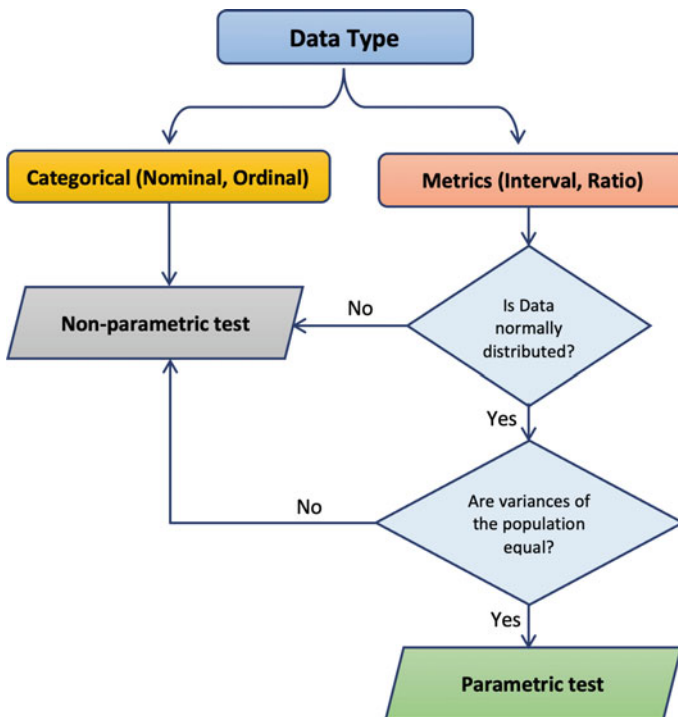 Data Type
Categorical (Nominal, Ordinal)
Metrics (Interval, Ratio)
Is Data
normally
distributed?
No
Non-parametric test
Yes
Are variances of
the population
equal?
No
Yes
Parametric test